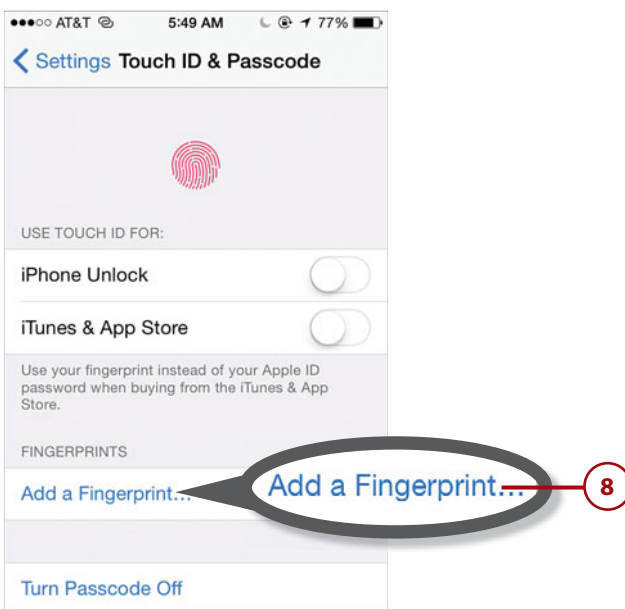 ●●●○○ AT&T 5:49 AM 77%
Settings Touch ID & Passcode
USE TOUCH ID FOR:
iPhone Unlock
iTunes & App Store
Use your fingerprint instead of your Apple ID
password when buying from the iTunes & App
Store.
FINGERPRINTS
Add a Fingerprint...
Add a Fingerprint...
8
Turn Passcode Off